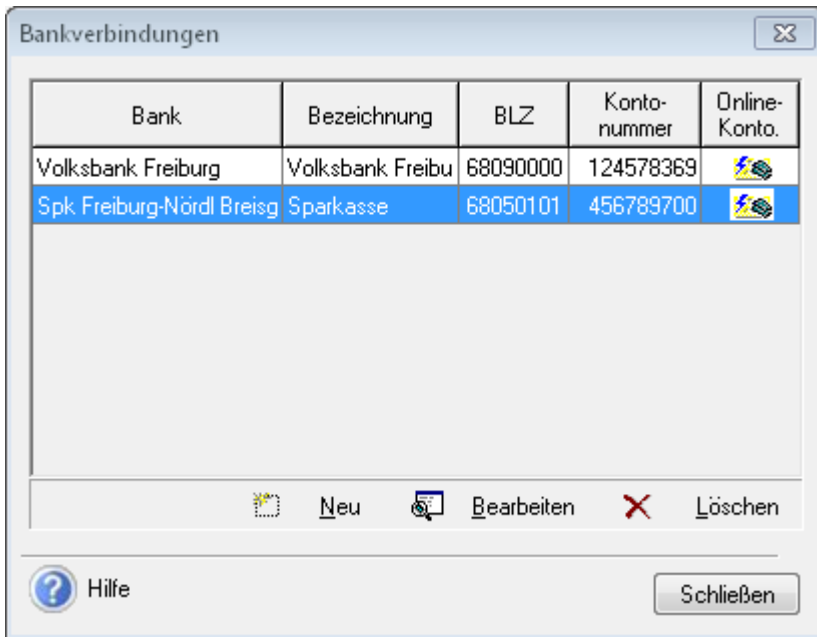 Bankverbindungen
Bank Bezeichnung BLZ Konto-nummer Online-Konto.
Volksbank Freiburg Volksbank Freibu 68090000 124578369
Spk Freiburg-Nördl Breisg Sparkasse 68050101 456789700
Neu Bearbeiten Löschen
Hilfe
Schließen